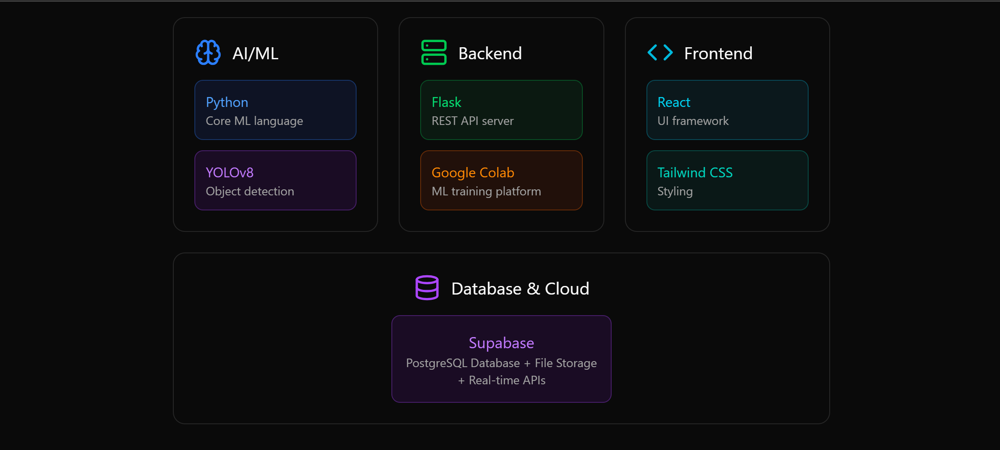 AI/ML
Python
Core ML language
YOLOv8
Object detection
Backend
Flask
REST API server
Google Colab
ML training platform
Frontend
React
UI framework
Tailwind CSS
Styling
Database & Cloud
Supabase
PostgreSQL Database + File Storage
+ Real-time APIs